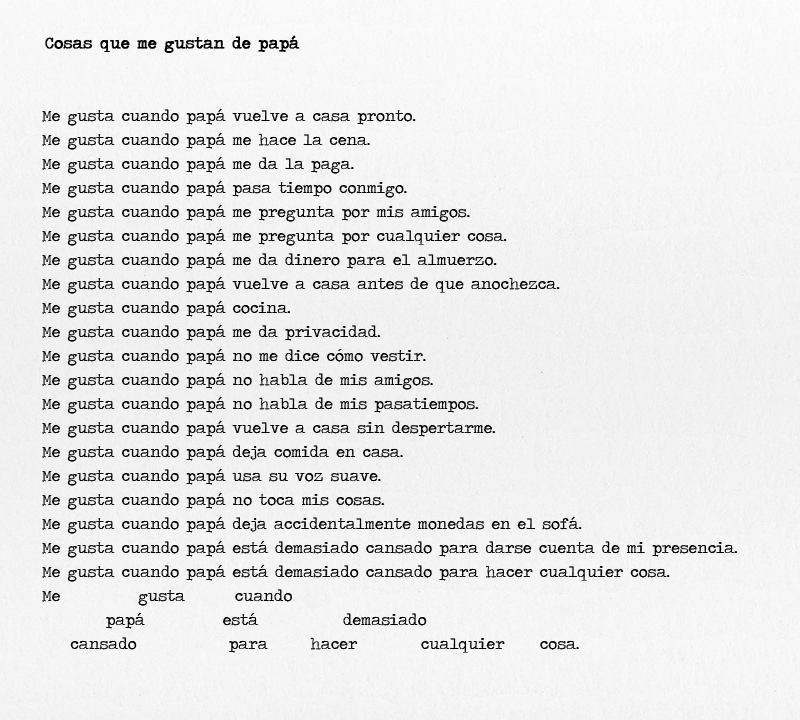 Cosas que me gustan de papá
Me gusta cuando papá vuelve a casa pronto.
Me gusta cuando papá me hace la cena.
Me gusta cuando papá me da la paga.
Me gusta cuando papá pasa tiempo conmigo.
Me gusta cuando papá me pregunta por mis amigos.
Me gusta cuando papá me pregunta por cualquier cosa.
Me gusta cuando papá me da dinero para el almuerzo.
Me gusta cuando papá vuelve a casa antes de que anochezca.
Me gusta cuando papá cocina.
Me gusta cuando papá me da privacidad.
Me gusta cuando papá no me dice cómo vestir.
Me gusta cuando papá no habla de mis amigos.
Me gusta cuando papá no habla de mis pasatiempos.
Me gusta cuando papá vuelve a casa sin despertarme.
Me gusta cuando papá deja comida en casa.
Me gusta cuando papá usa su voz suave.
Me gusta cuando papá no toca mis cosas.
Me gusta cuando papá deja accidentalmente monedas en el sofá.
Me gusta cuando papá está demasiado cansado para darse cuenta de mi presencia.
Me gusta cuando papá está demasiado cansado para hacer cualquier cosa.
Me gusta cuando
papá está demasiado
cansado para hacer cualquier cosa.